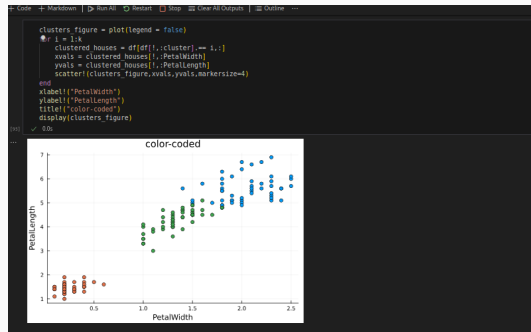 Code + Markdown | Run All Restart Stop Clear All Outputs | Outline ...
clusters_figure = plot(legend = false)
for i = 1:k
clustered_houses = df[df[!,:cluster].== i,:]
xvals = clustered_houses[!,:PetalWidth]
yvals = clustered_houses[!,:PetalLength]
scatter!(clusters_figure,xvals,yvals,markersize=4)
end
xlabel!("PetalWidth")
ylabel!("PetalLength")
title!("color-coded")
display(clusters_figure)
✓ 0.0s
...
color-coded
7
6
5
4
3
2
1
PetalLength
0.5 1.0 1.5 2.0 2.5
PetalWidth